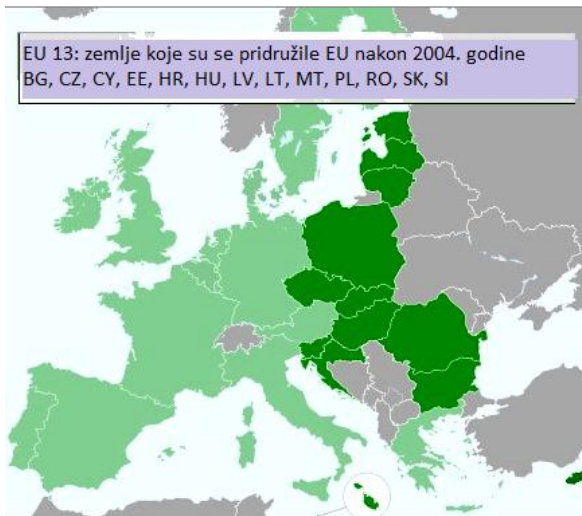 EU 13: zemlje koje su se pridružile EU nakon 2004. godine
BG, CZ, CY, EE, HR, HU, LV, LT, MT, PL, RO, SK, SI